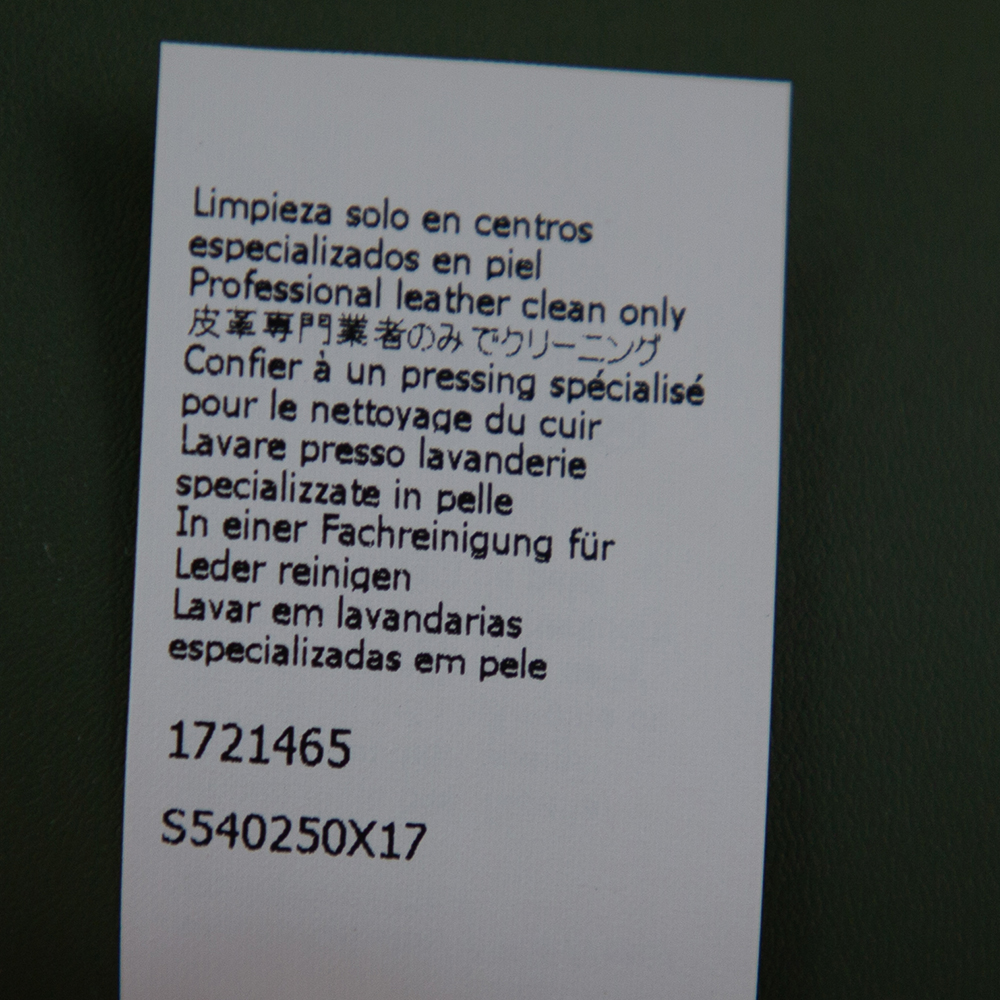 Limpieza solo en centros
especializados en piel
Professional leather clean only
皮革専門業者のみでクリーニング
Confier à un pressing spécialisé
pour le nettoyage du cuir
Lavare presso lavanderie
specializzate in pelle
In einer Fachreinigung für
Leder reinigen
Lavar em lavandarias
especializadas em pele
1721465
S540250X17